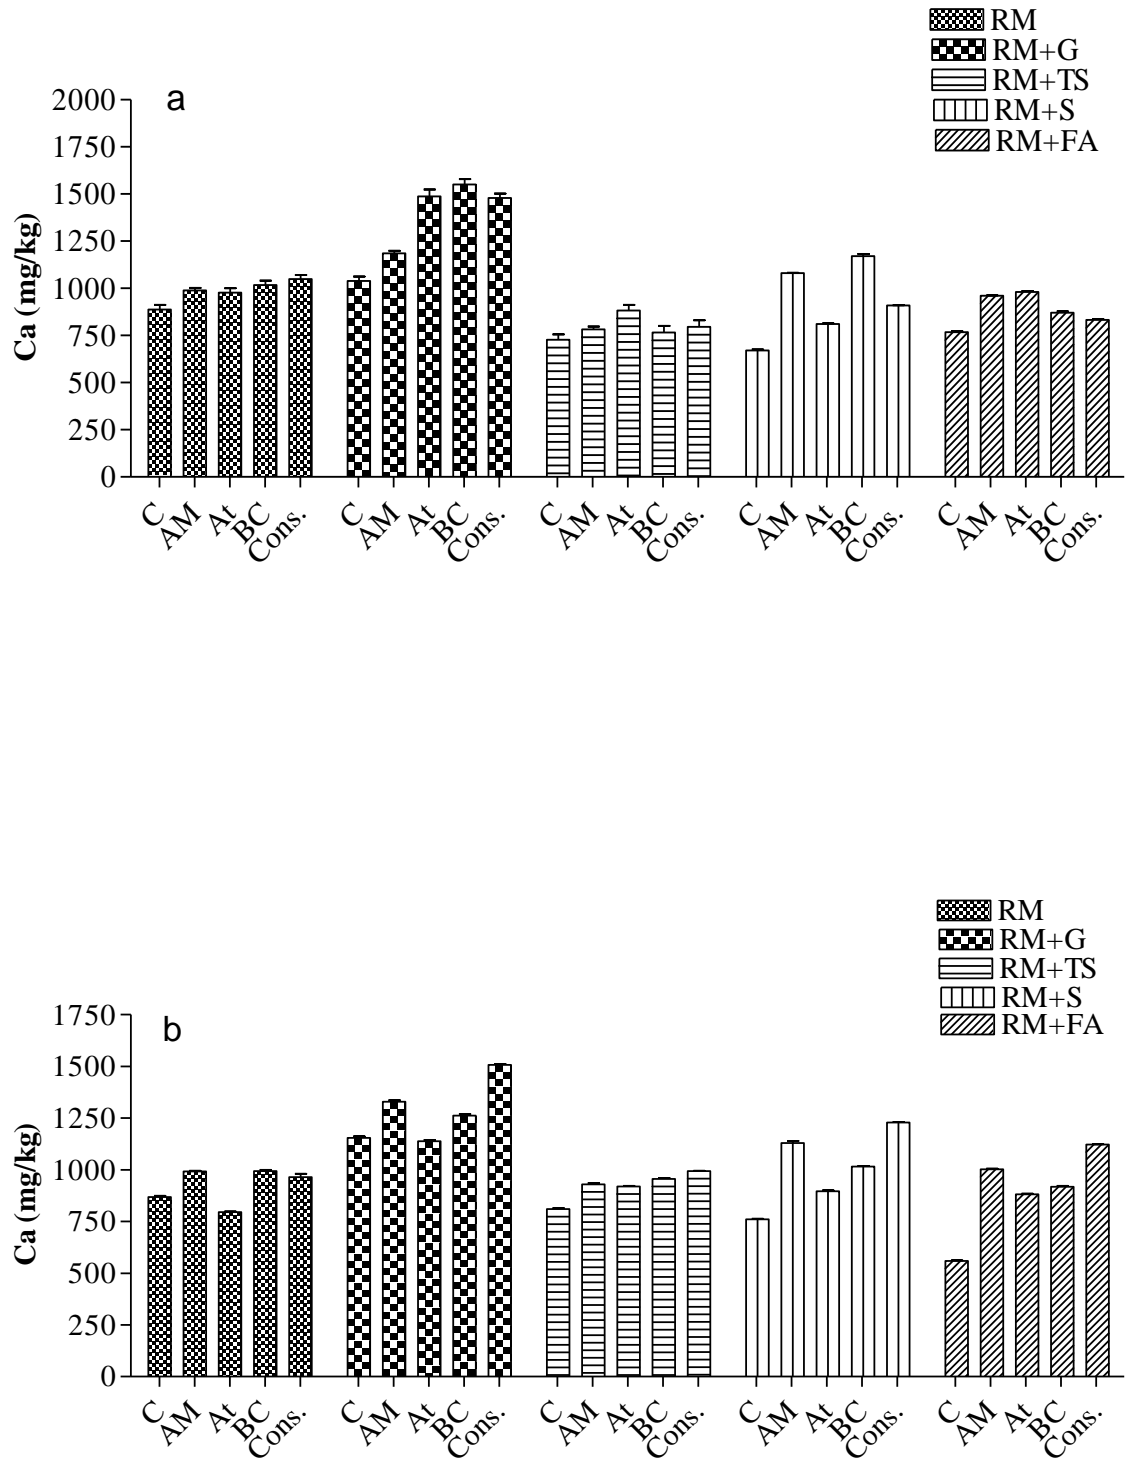 RM
RM+G
RM+TS
RM+S
RM+FA
a
2000
1750
1500
1250
1000
750
500
250
0
Ca (mg/kg)
C AM At BC Cons. C AM At BC Cons. C AM At BC Cons. C AM At BC Cons. C AM At BC Cons.
RM
RM+G
RM+TS
RM+S
RM+FA
b
1750
1500
1250
1000
750
500
250
0
Ca (mg/kg)
C AM At BC Cons. C AM At BC Cons. C AM At BC Cons. C AM At BC Cons. C AM At BC Cons.